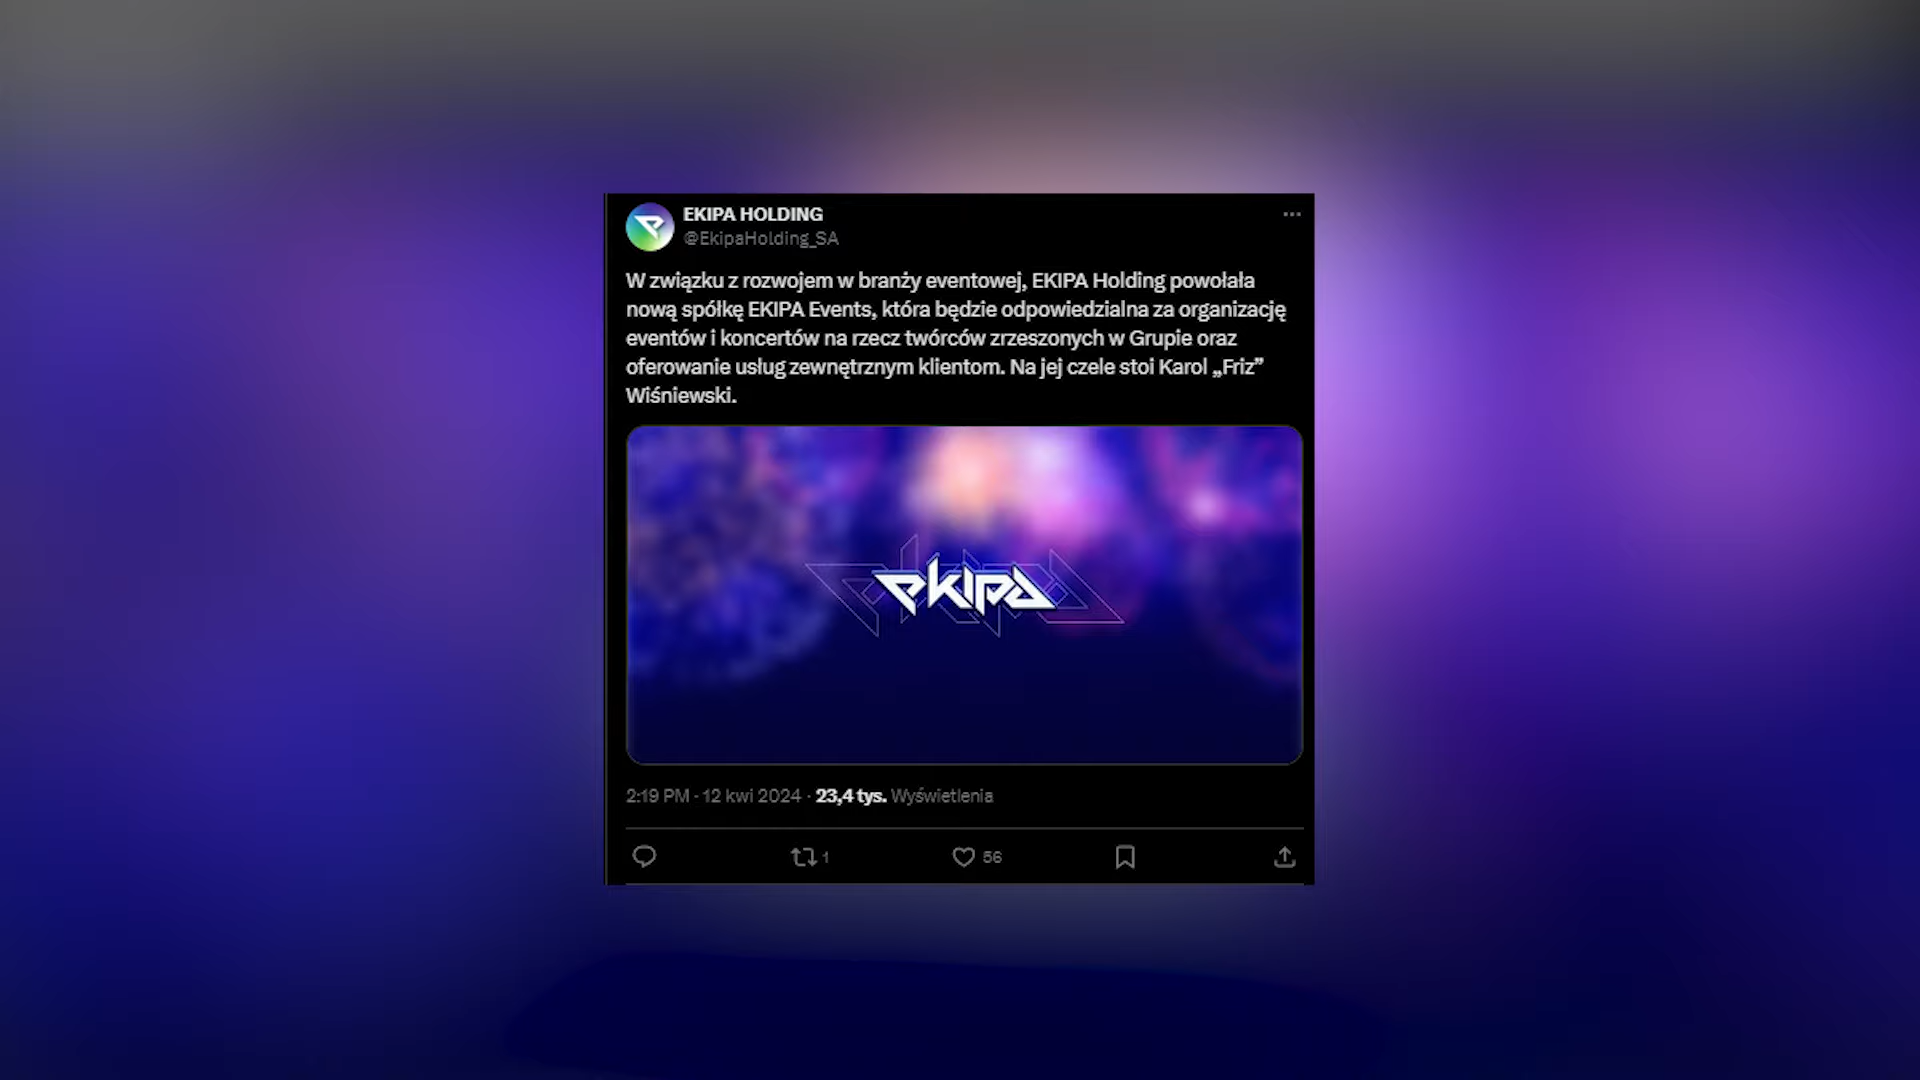 EKIPA HOLDING
@EkipaHolding_SA
W związku z rozwojem w branży eventowej, EKIPA Holding powołała
nową spółkę EKIPA Events, która będzie odpowiedzialna za organizację
eventów i koncertów na rzecz twórców zrzeszonych w Grupie oraz
oferowanie usług zewnętrznym klientom. Na jej czele stoi Karol „Friz”
Wiśniewski.
ekipa
2:19 PM · 12 kwi 2024 · 23,4 tys. Wyświetlenia
1 56